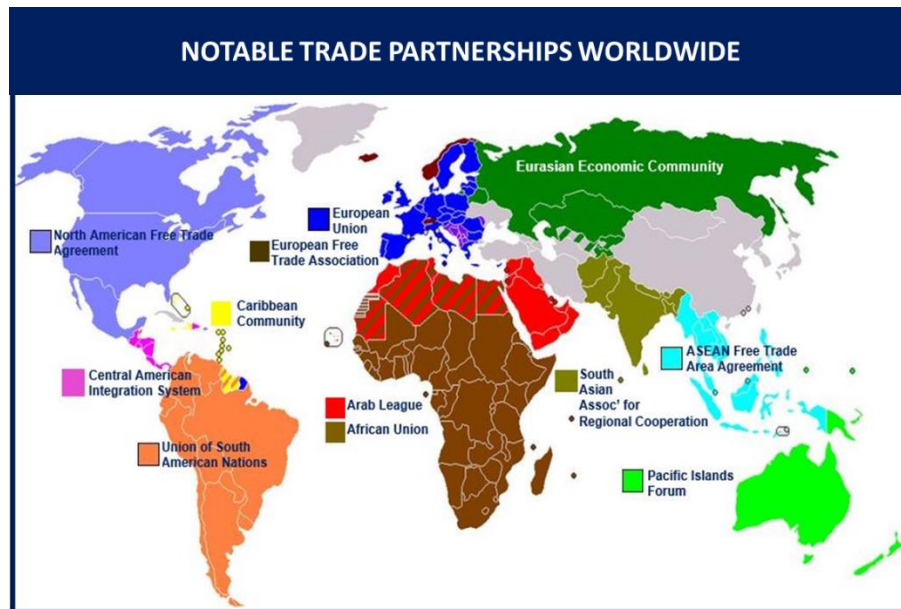 NOTABLE TRADE PARTNERSHIPS WORLDWIDE
Eurasian Economic Community
European
Union
North American Free Trade
Agreement
European Free
Trade Association
Caribbean
Community
ASEAN Free Trade
Area Agreement
Central American
Integration System
South
Asian
Assoc' for
Regional Cooperation
Arab League
African Union
Union of South
American Nations
Pacific Islands
Forum